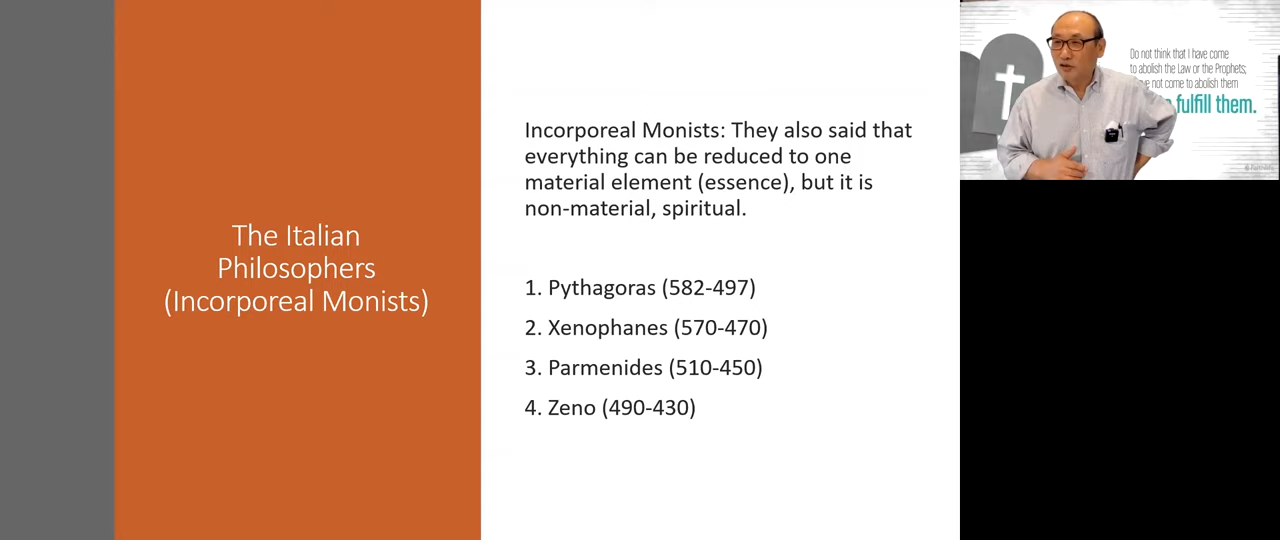 The Italian
Philosophers
(Incorporeal Monists)
Incorporeal Monists: They also said that
everything can be reduced to one
material element (essence), but it is
non-material, spiritual.
1. Pythagoras (582-497)
2. Xenophanes (570-470)
3. Parmenides (510-450)
4. Zeno (490-430)
Do not think that I have come
to abolish the Law or the Prophets;
not come to abolish them
fulfill them.